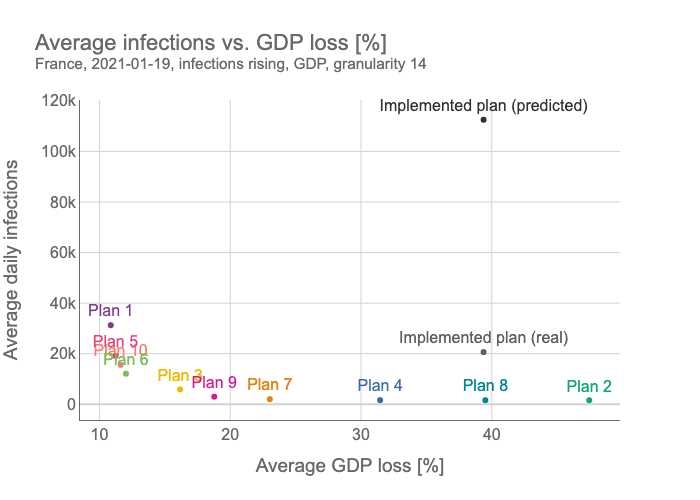 Average infections vs. GDP loss [%]
France, 2021-01-19, infections rising, GDP, granularity 14
120k
Implemented plan (predicted)
100k
80k
60k
40k
Plan 1
Implemented plan (real)
Plan 5
20k
Plan 10
Plan 6
Plan 3
Plan 9
Plan 7
Plan 4
Plan 8
Plan 2
0
10
20
30
40
Average GDP loss [%]
Average daily infections